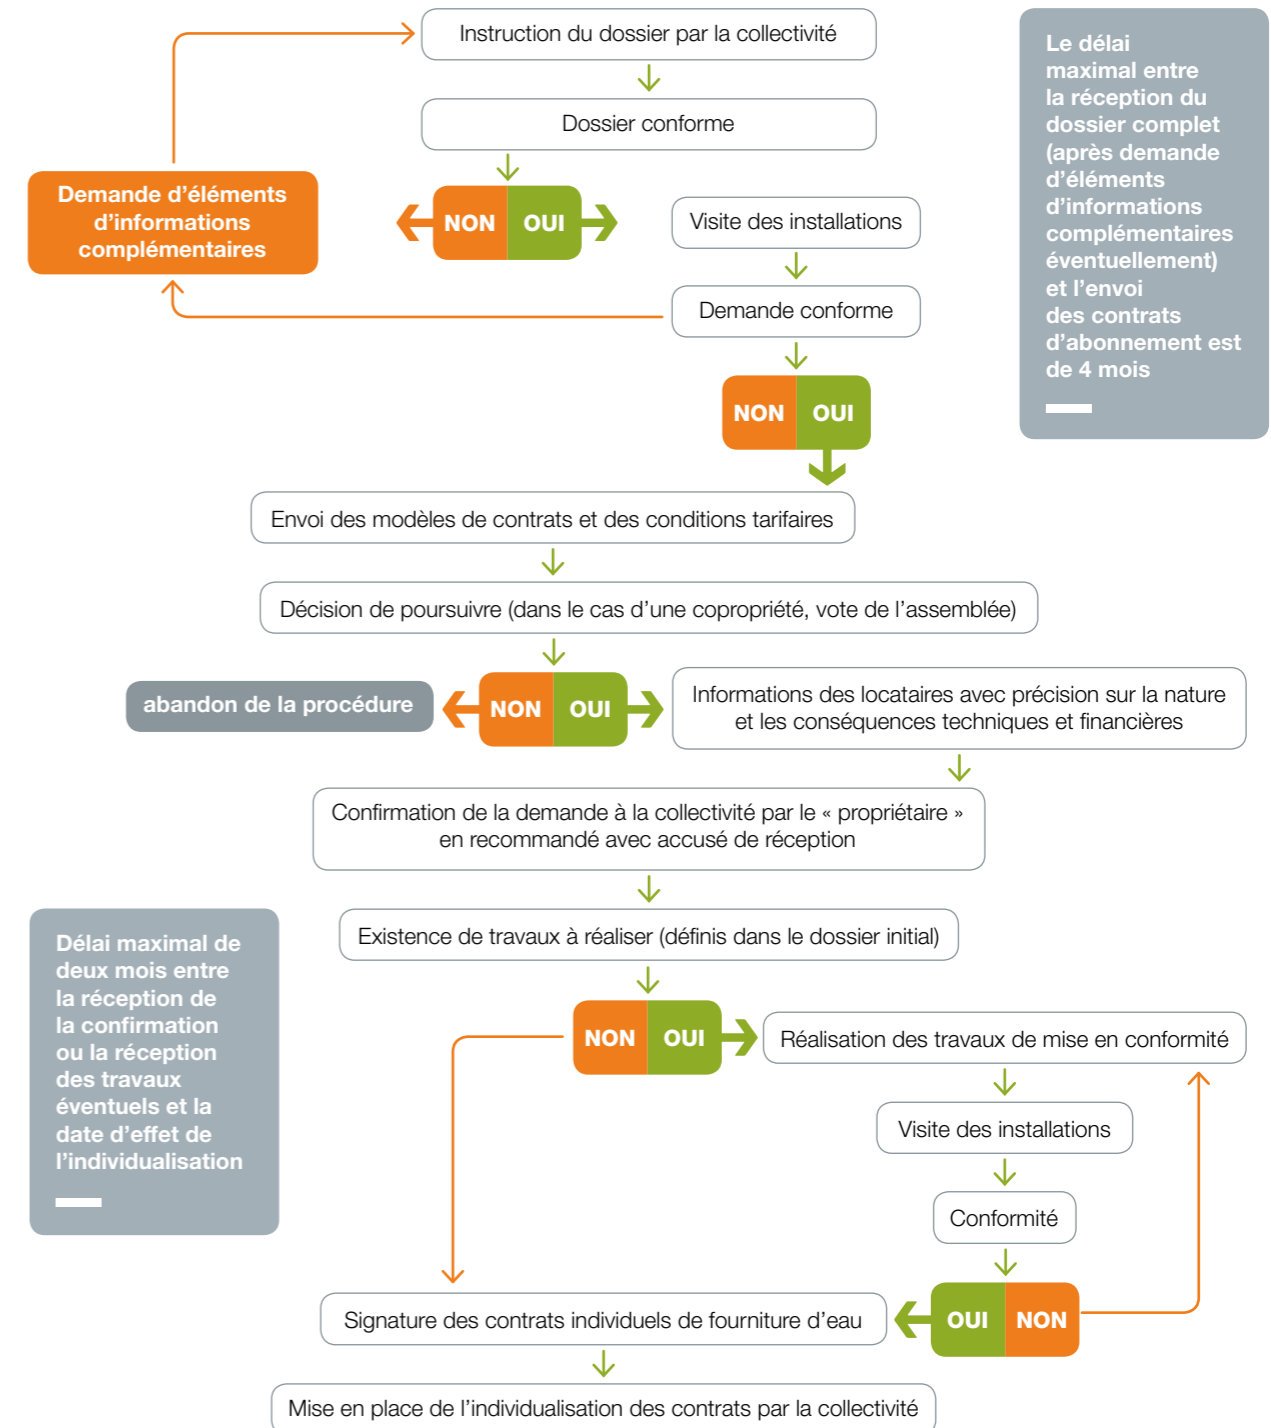 Instruction du dossier par la collectivité
Le délai
maximal entre
la réception du
dossier complet
(après demande
d'éléments
d'informations
complémentaires
éventuellement)
et l'envoi
des contrats
d'abonnement est
de 4 mois
Dossier conforme
Demande d'éléments
d'informations
complémentaires
NON OUI
Visite des installations
Demande conforme
NON OUI
Envoi des modèles de contrats et des conditions tarifaires
Décision de poursuivre (dans le cas d'une copropriété, vote de l'assemblée)
abandon de la procédure
NON OUI
Informations des locataires avec précision sur la nature
et les conséquences techniques et financières
Confirmation de la demande à la collectivité par le « propriétaire »
en recommandé avec accusé de réception
Délai maximal de
deux mois entre
la réception de
la confirmation
ou la réception
des travaux
éventuels et la
date d'effet de
l'individualisation
Existence de travaux à réaliser (définis dans le dossier initial)
NON OUI
Réalisation des travaux de mise en conformité
Visite des installations
Conformité
OUI NON
Signature des contrats individuels de fourniture d'eau
Mise en place de l'individualisation des contrats par la collectivité